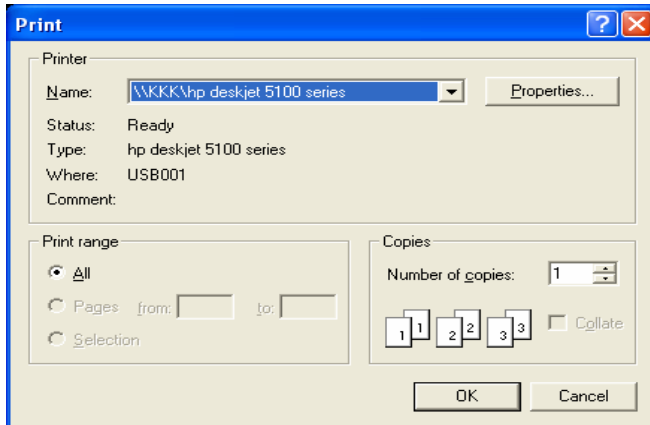 Print
Printer
Name: \\KKK\hp deskjet 5100 series Properties...
Status: Ready
Type: hp deskjet 5100 series
Where: USB001
Comment:
Print range
All
Pages from: to:
Selection
Copies
Number of copies: 1
1 1 2 2 3 3 Collate
OK Cancel